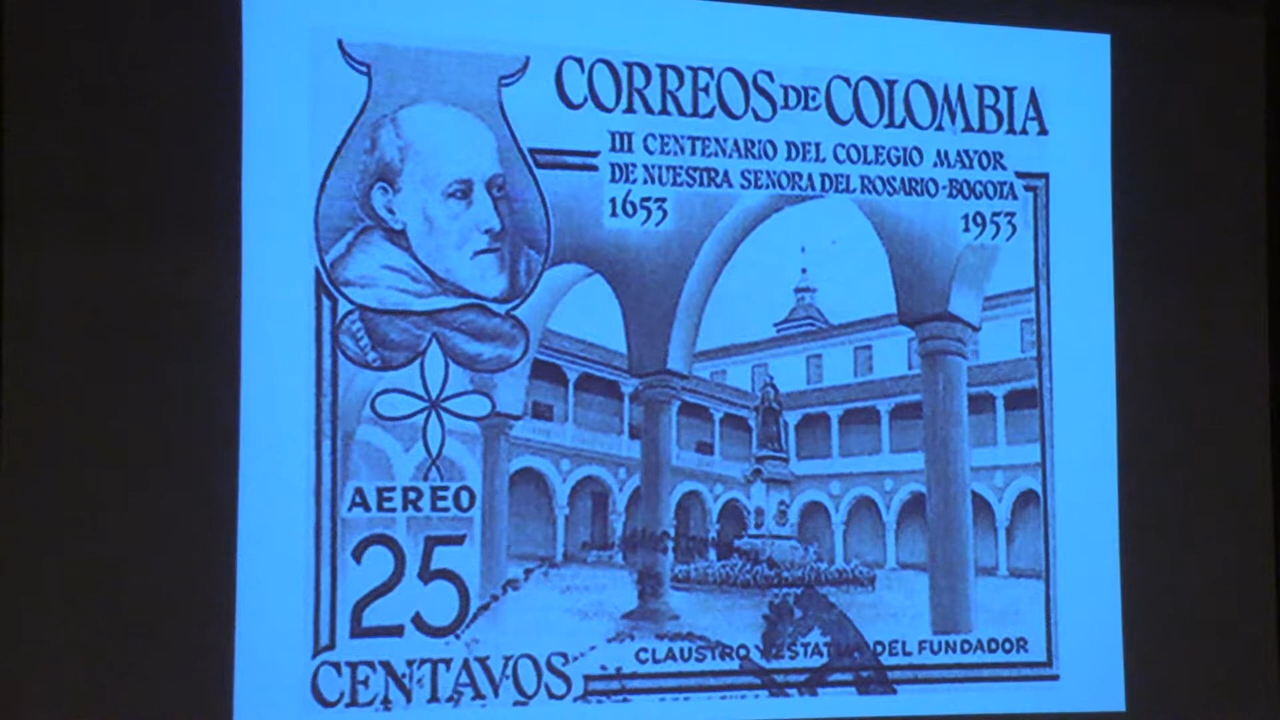 CORREOS DE COLOMBIA
III CENTENARIO DEL COLEGIO MAYOR
DE NUESTRA SENORA DEL ROSARIO-BOGOTA
1653 1953
AEREO
25
CENTAVOS
CLAUSTRO Y ESTATUA DEL FUNDADOR